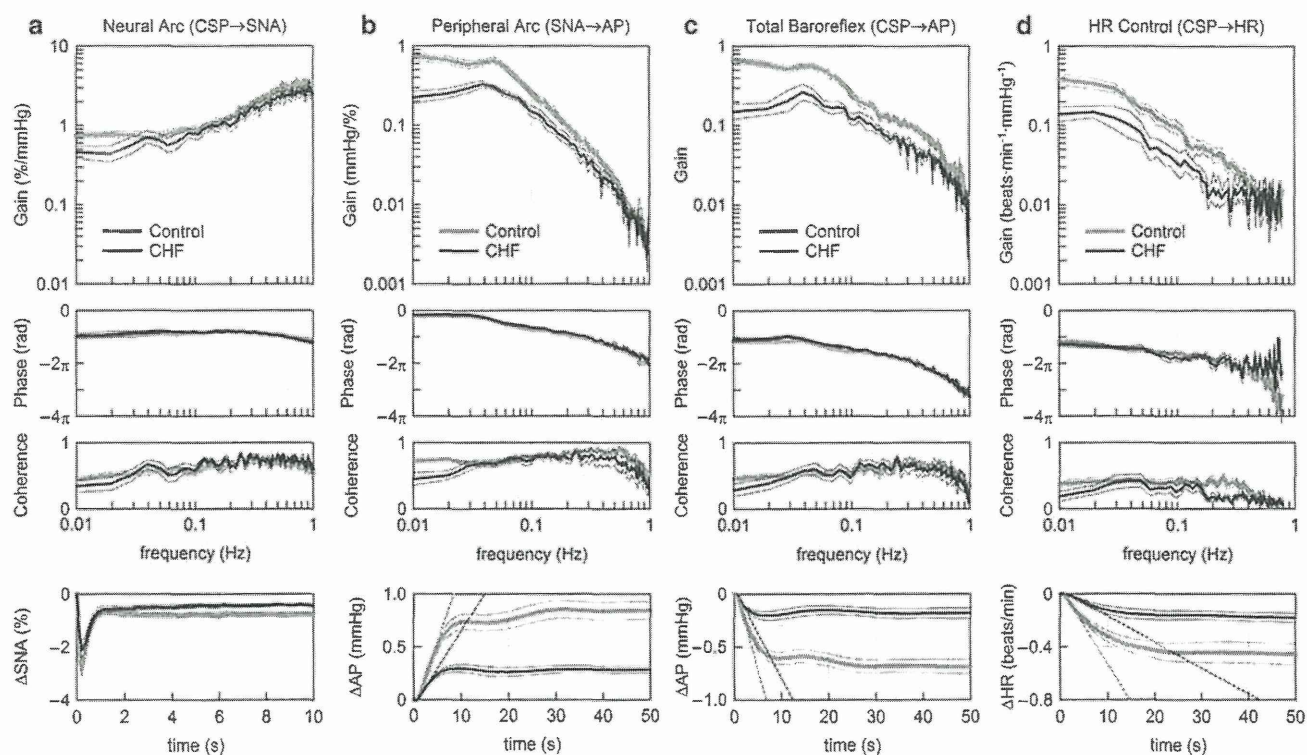 a Neural Arc (CSP→SNA)
Gain (%/mmHg)
10
1
0.1
0.01
Control
CHF
Phase (rad)
0
−2π
−4π
Coherence
1
0
0.01 0.1 1
frequency (Hz)
ΔSNA (%)
0
−2
−4
0 2 4 6 8 10
time (s)
b Peripheral Arc (SNA→AP)
Gain (mmHg/%)
1
0.1
0.01
0.001
Control
CHF
Phase (rad)
0
−2π
−4π
Coherence
1
0
0.01 0.1 1
frequency (Hz)
ΔAP (mmHg)
1.0
0.5
0
0 10 20 30 40 50
time (s)
c Total Baroreflex (CSP→AP)
Gain
1
0.1
0.01
0.001
Control
CHF
Phase (rad)
0
−2π
−4π
Coherence
1
0
0.01 0.1 1
frequency (Hz)
ΔAP (mmHg)
0
−0.5
−1.0
0 10 20 30 40 50
time (s)
d HR Control (CSP→HR)
Gain (beats·min⁻¹·mmHg⁻¹)
1
0.1
0.01
0.001
Control
CHF
Phase (rad)
0
−2π
−4π
Coherence
1
0
0.01 0.1 1
frequency (Hz)
ΔHR (beats/min)
0
−0.4
−0.8
0 10 20 30 40 50
time (s)